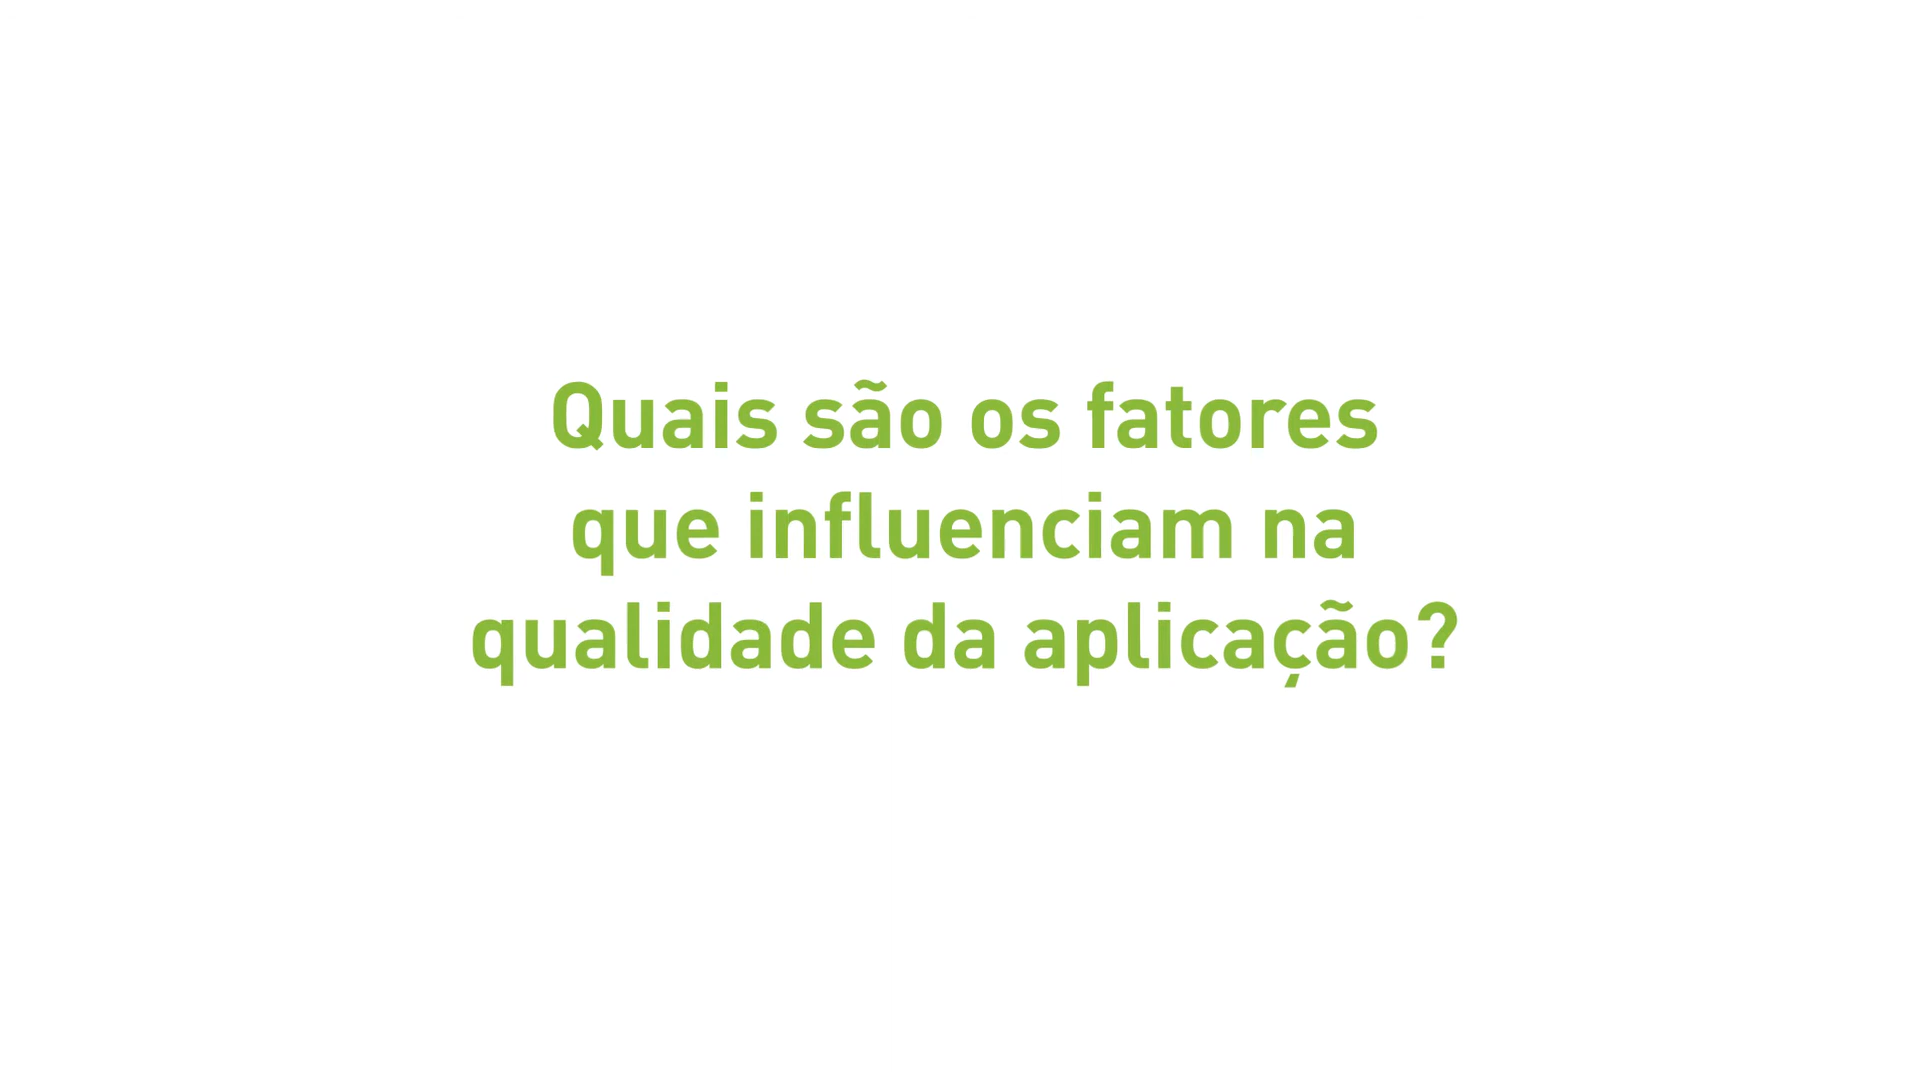 Quais são os fatores
que influenciam na
qualidade da aplicação?